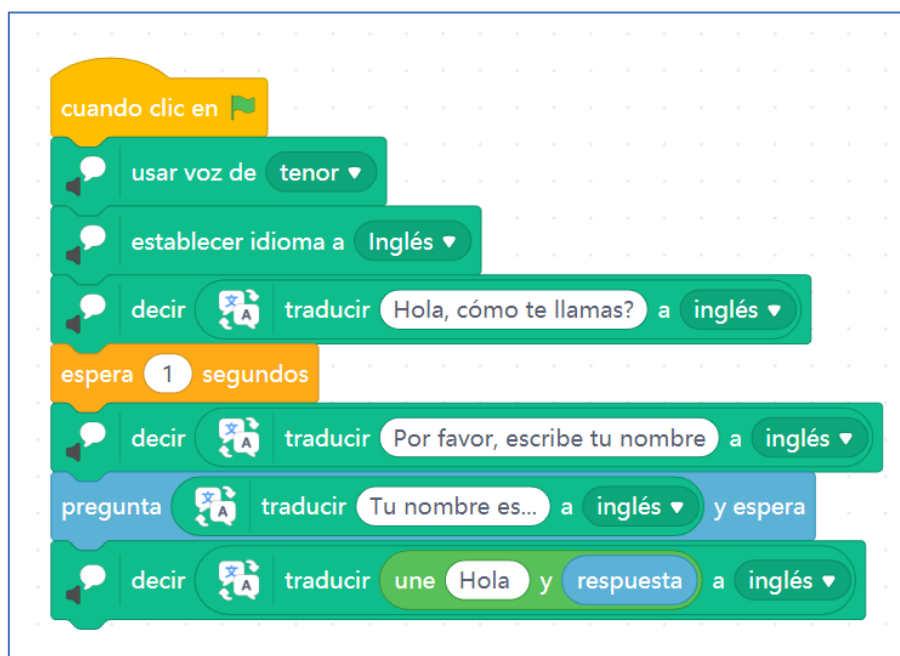 cuando clic en
usar voz de tenor
establecer idioma a Inglés
decir traducir Hola, cómo te llamas? a inglés
espera 1 segundos
decir traducir Por favor, escribe tu nombre a inglés
pregunta traducir Tu nombre es... a inglés y espera
decir traducir une Hola y respuesta a inglés